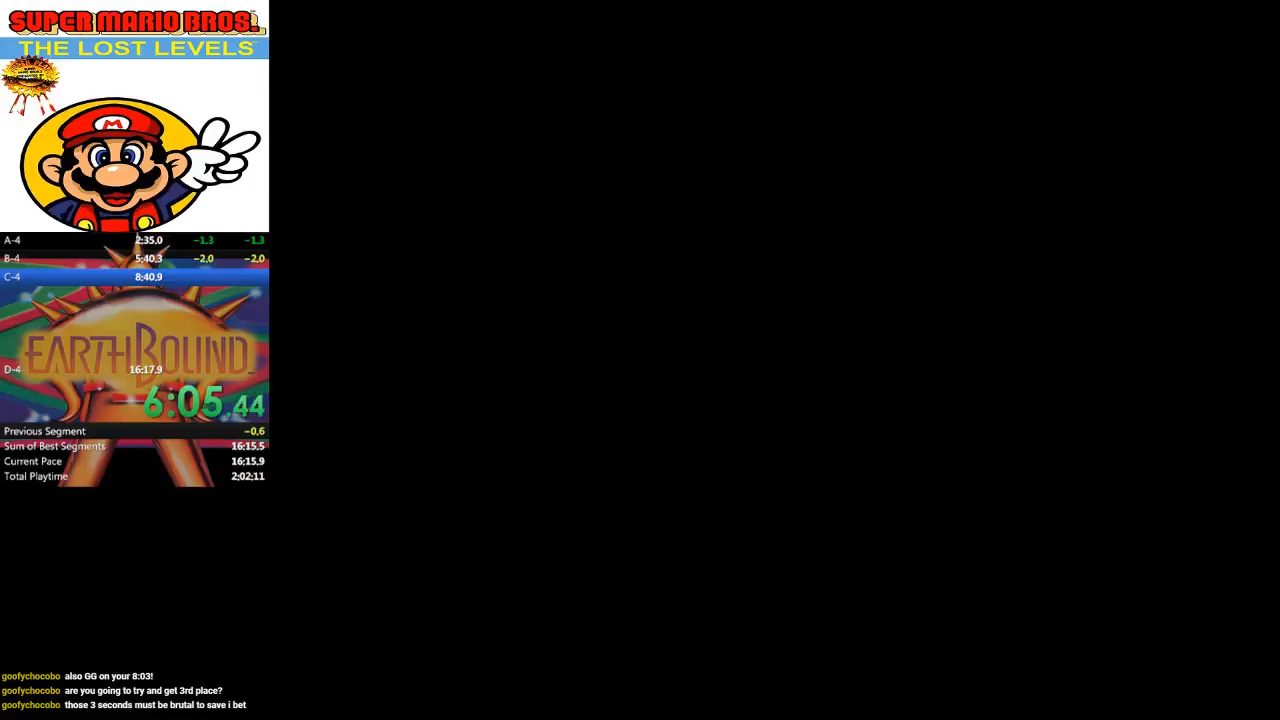 SUPER MARIO BROS.
THE LOST LEVELS
M
A-4 2:35.0 −1.3 −1.3
B-4 5:40.3 −2.0 −2.0
C-4 8:40.9
EARTHBOUND
D-4 16:17.9
6:05.44
Previous Segment −0.6
Sum of Best Segments 16:15.5
Current Pace 16:15.9
Total Playtime 2:02:11
goofychocobo also GG on your 8:03!
goofychocobo are you going to try and get 3rd place?
goofychocobo those 3 seconds must be brutal to save i bet